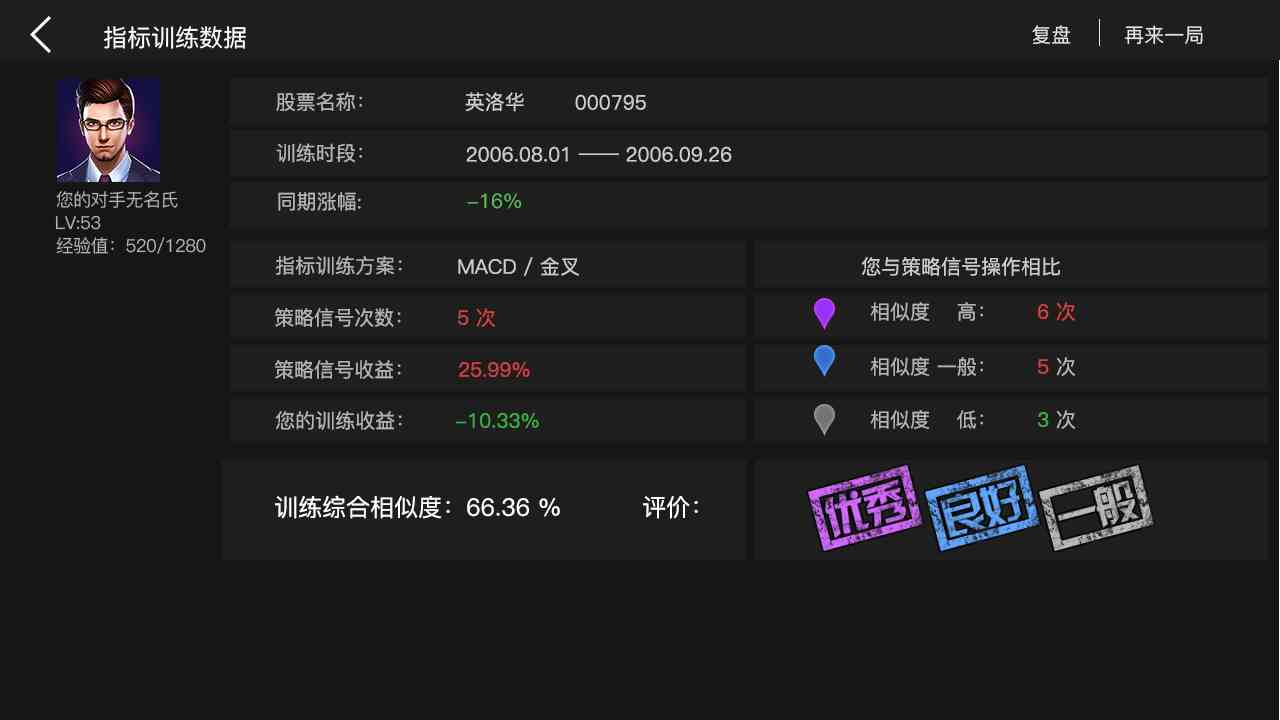 指标训练数据
复盘
再来一局
您的对手无名氏
LV:53
经验值: 520/1280
股票名称: 英洛华 000795
训练时段: 2006.08.01 —— 2006.09.26
同期涨幅: -16%
指标训练方案: MACD / 金叉
策略信号次数: 5 次
策略信号收益: 25.99%
您的训练收益: -10.33%
您与策略信号操作相比
相似度 高: 6 次
相似度 一般: 5 次
相似度 低: 3 次
训练综合相似度: 66.36 % 评价:
优秀 良好 一般